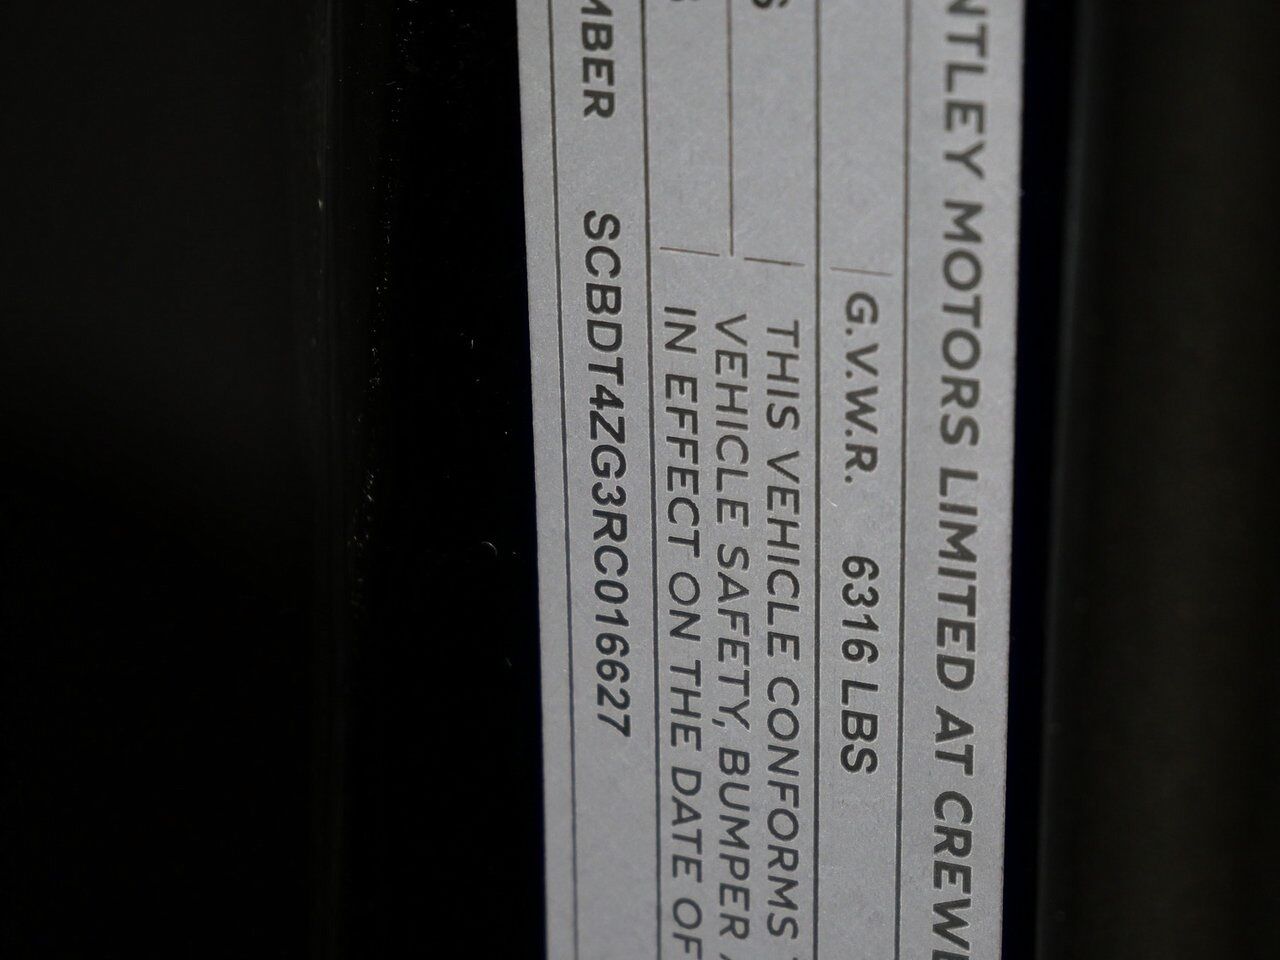 NTLEY MOTORS LIMITED AT CREW
G.V.W.R. 6316 LBS
THIS VEHICLE CONFORMS
VEHICLE SAFETY, BUMPER
IN EFFECT ON THE DATE OF
MBER SCBDT4ZG3RC016627